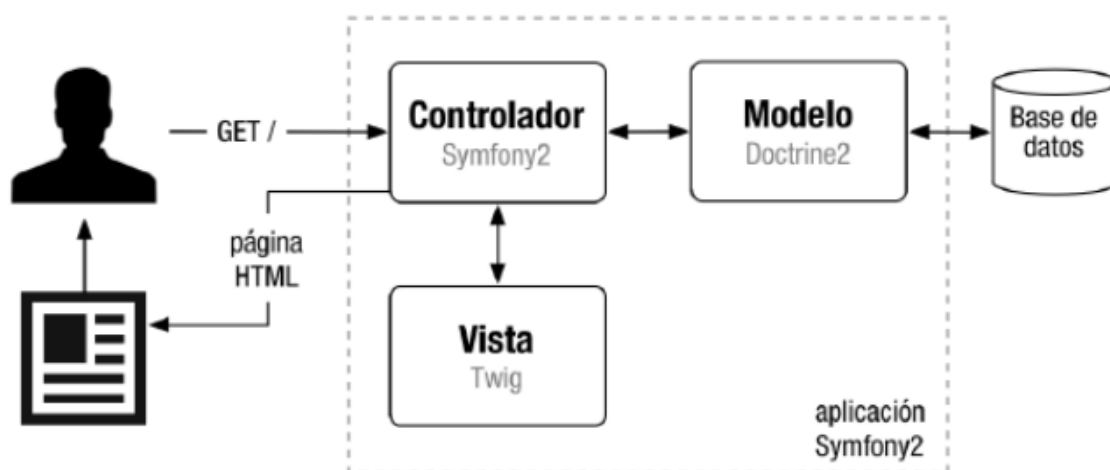 GET /
Controlador
Symfony2
Modelo
Doctrine2
Base de
datos
página
HTML
Vista
Twig
aplicación
Symfony2